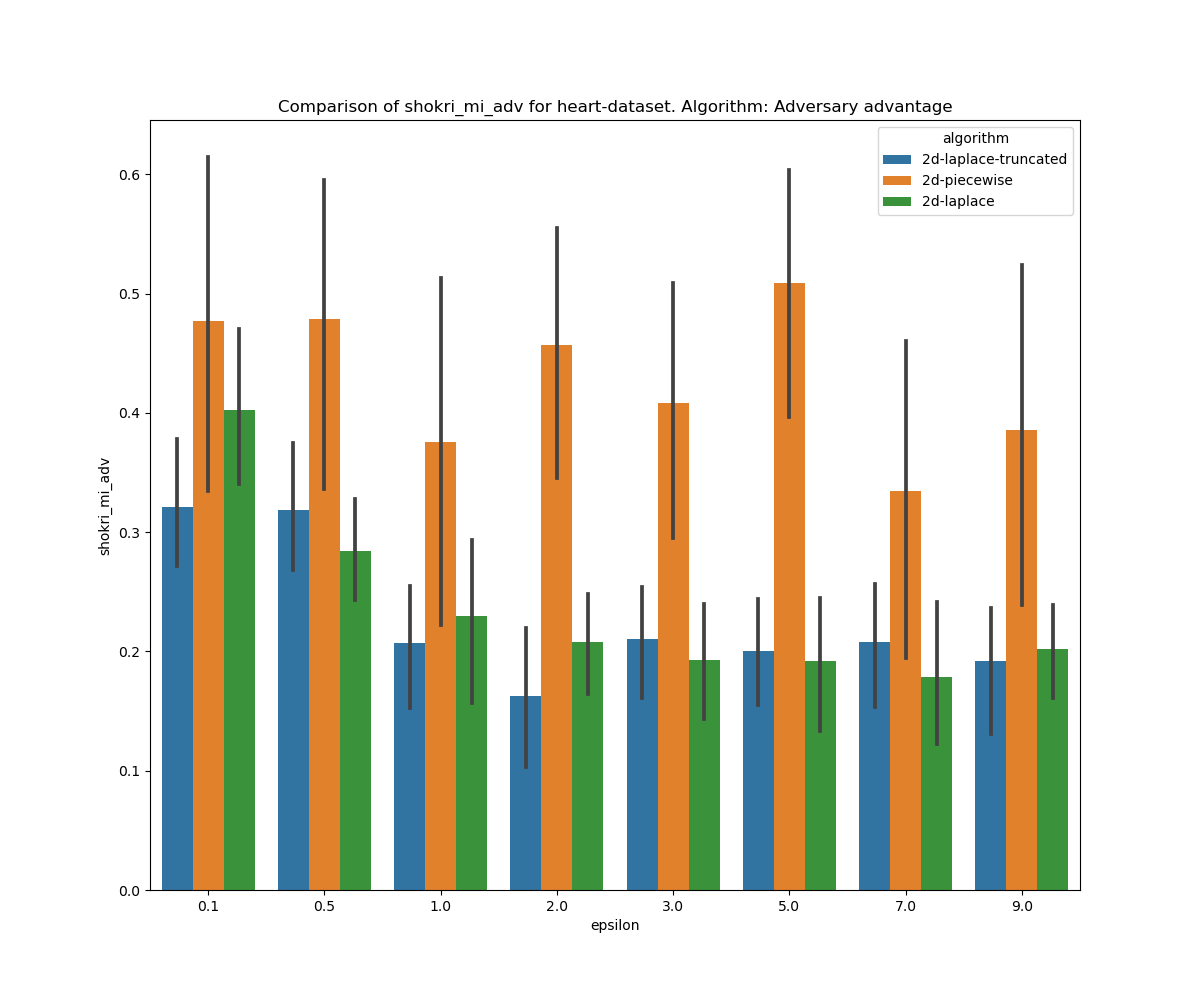 Comparison of shokri_mi_adv for heart-dataset. Algorithm: Adversary advantage
algorithm
2d-laplace-truncated
2d-piecewise
2d-laplace
shokri_mi_adv
0.6
0.5
0.4
0.3
0.2
0.1
0.0
0.1 0.5 1.0 2.0 3.0 5.0 7.0 9.0
epsilon